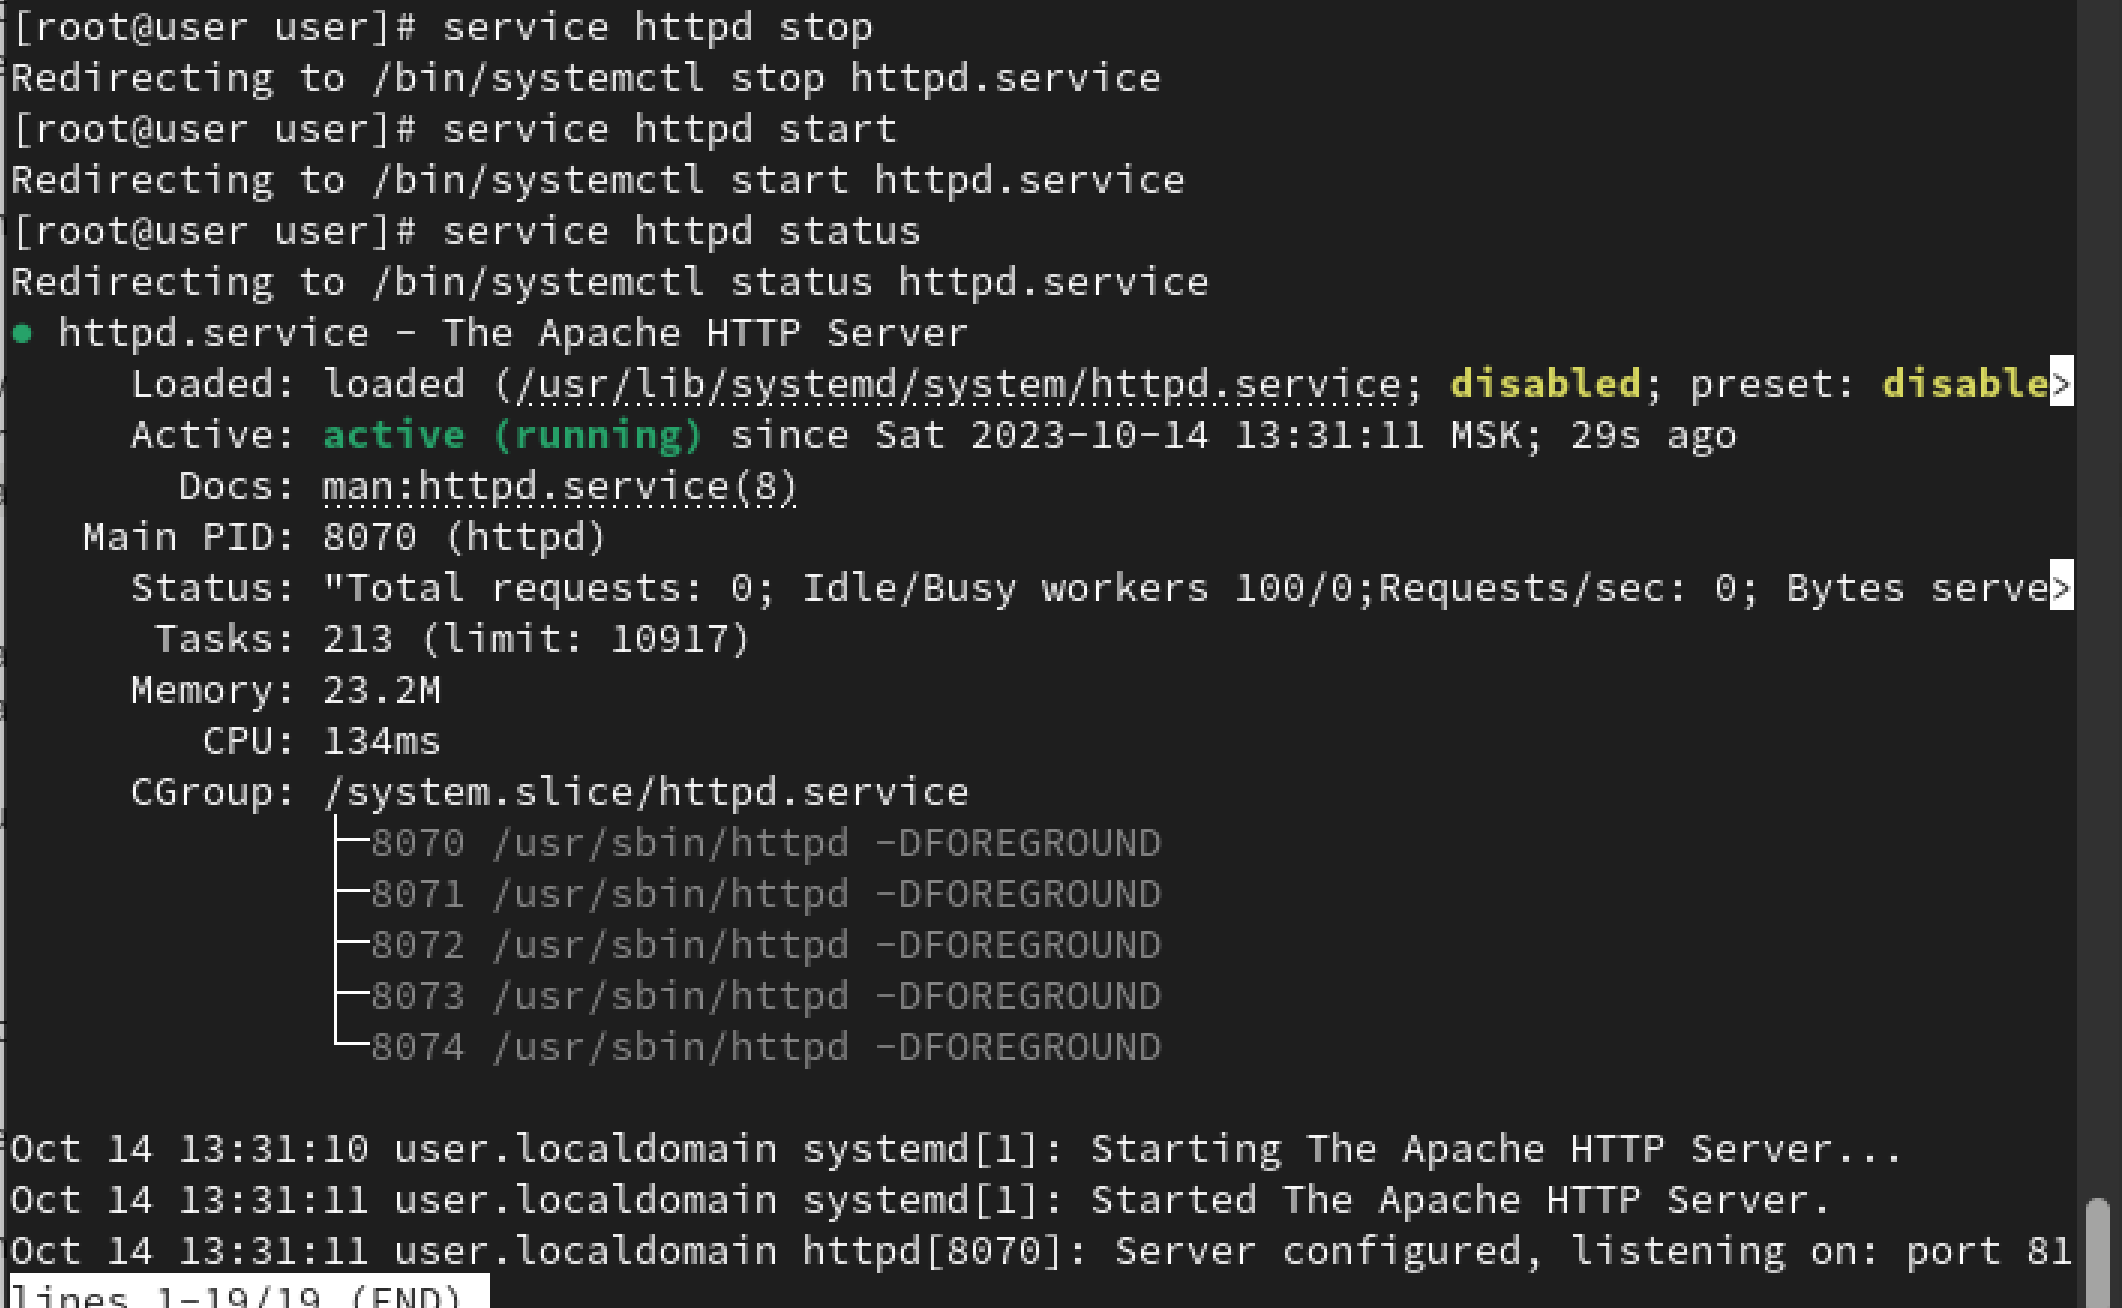 [root@user user]# service httpd stop
Redirecting to /bin/systemctl stop httpd.service
[root@user user]# service httpd start
Redirecting to /bin/systemctl start httpd.service
[root@user user]# service httpd status
Redirecting to /bin/systemctl status httpd.service
● httpd.service - The Apache HTTP Server
     Loaded: loaded (/usr/lib/systemd/system/httpd.service; disabled; preset: disable>
     Active: active (running) since Sat 2023-10-14 13:31:11 MSK; 29s ago
       Docs: man:httpd.service(8)
   Main PID: 8070 (httpd)
     Status: "Total requests: 0; Idle/Busy workers 100/0;Requests/sec: 0; Bytes serve>
      Tasks: 213 (limit: 10917)
     Memory: 23.2M
        CPU: 134ms
     CGroup: /system.slice/httpd.service
             ├─8070 /usr/sbin/httpd -DFOREGROUND
             ├─8071 /usr/sbin/httpd -DFOREGROUND
             ├─8072 /usr/sbin/httpd -DFOREGROUND
             ├─8073 /usr/sbin/httpd -DFOREGROUND
             └─8074 /usr/sbin/httpd -DFOREGROUND
Oct 14 13:31:10 user.localdomain systemd[1]: Starting The Apache HTTP Server...
Oct 14 13:31:11 user.localdomain systemd[1]: Started The Apache HTTP Server.
Oct 14 13:31:11 user.localdomain httpd[8070]: Server configured, listening on: port 81
lines 1-19/19 (END)